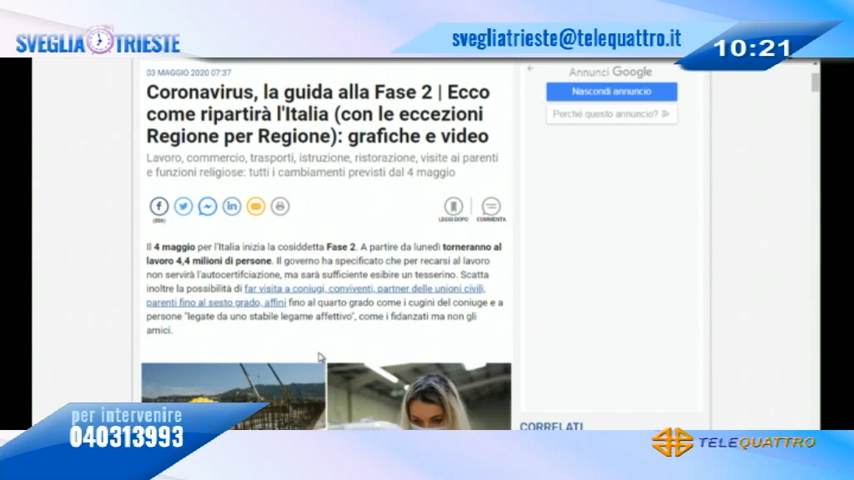 SVEGLIA TRIESTE
svegliatrieste@telequattro.it
10:21
03 MAGGIO 2020 07:37
Coronavirus, la guida alla Fase 2 | Ecco
come ripartirà l'Italia (con le eccezioni
Regione per Regione): grafiche e video
Lavoro, commercio, trasporti, istruzione, ristorazione, visite ai parenti
e funzioni religiose: tutti i cambiamenti previsti dal 4 maggio
LEGGI DOPO
COMMENTA
Il 4 maggio per l'Italia inizia la cosiddetta Fase 2. A partire da lunedì torneranno al
lavoro 4,4 milioni di persone. Il governo ha specificato che per recarsi al lavoro
non servirà l'autocertifciazione, ma sarà sufficiente esibire un tesserino. Scatta
inoltre la possibilità di far visita a coniugi, conviventi, partner delle unioni civili,
parenti fino al sesto grado, affini fino al quarto grado come i cugini del coniuge e a
persone "legate da uno stabile legame affettivo", come i fidanzati ma non gli
amici.
Annunci Google
Nascondi annuncio
Perché questo annuncio?
CORRELATI
per intervenire
040313993
TELEQUATTRO